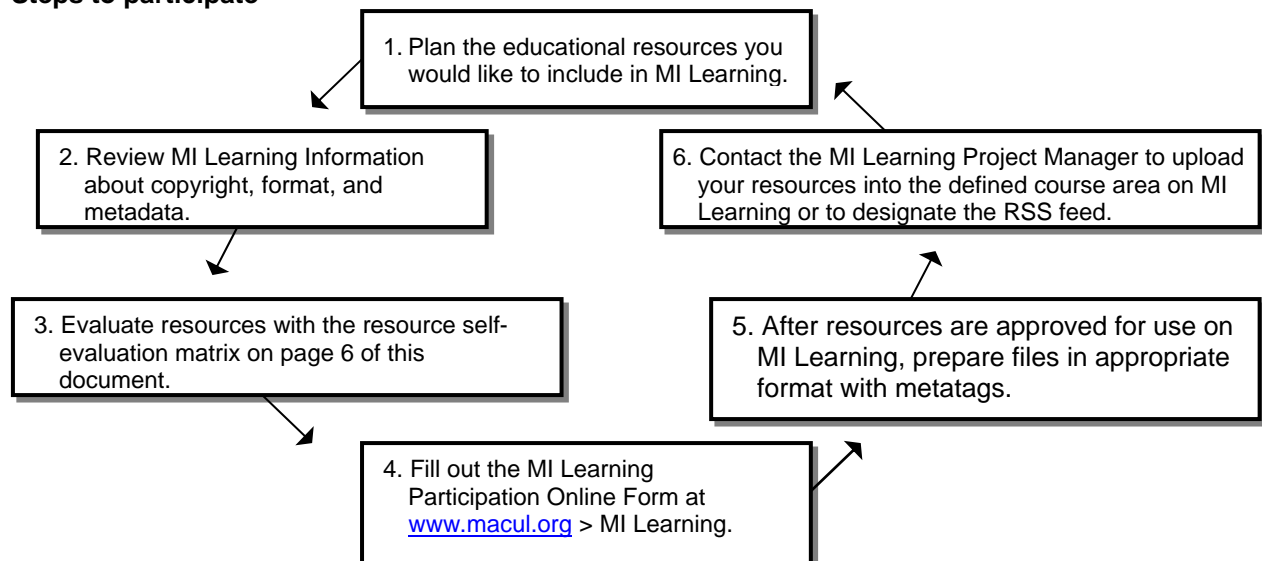 Steps to participate
1. Plan the educational resources you
would like to include in MI Learning.
2. Review MI Learning Information
about copyright, format, and
metadata.
3. Evaluate resources with the resource self-
evaluation matrix on page 6 of this
document.
4. Fill out the MI Learning
Participation Online Form at
www.macul.org > MI Learning.
5. After resources are approved for use on
MI Learning, prepare files in appropriate
format with metatags.
6. Contact the MI Learning Project Manager to upload
your resources into the defined course area on MI
Learning or to designate the RSS feed.